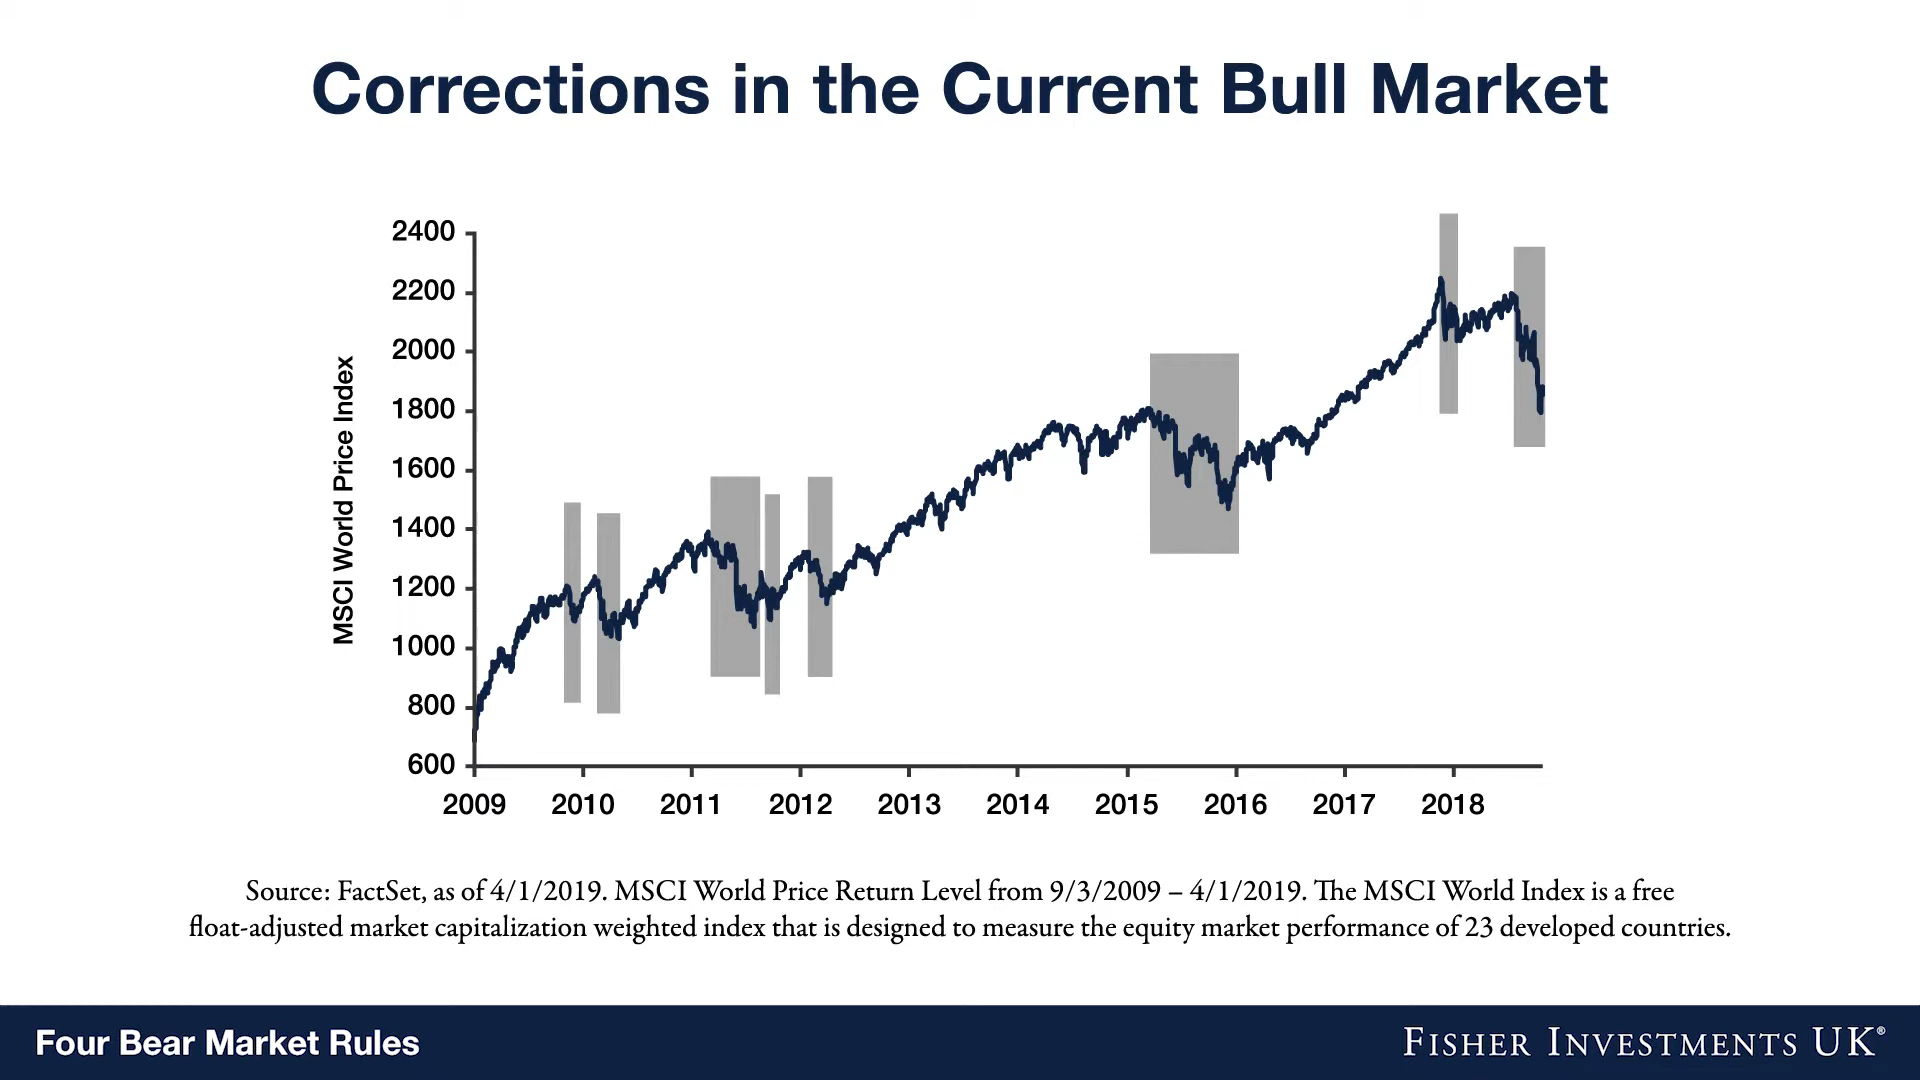 Corrections in the Current Bull Market
MSCI World Price Index
2400
2200
2000
1800
1600
1400
1200
1000
800
600
2009 2010 2011 2012 2013 2014 2015 2016 2017 2018
Source: FactSet, as of 4/1/2019. MSCI World Price Return Level from 9/3/2009 – 4/1/2019. The MSCI World Index is a free
float-adjusted market capitalization weighted index that is designed to measure the equity market performance of 23 developed countries.
Four Bear Market Rules
FISHER INVESTMENTS UK®